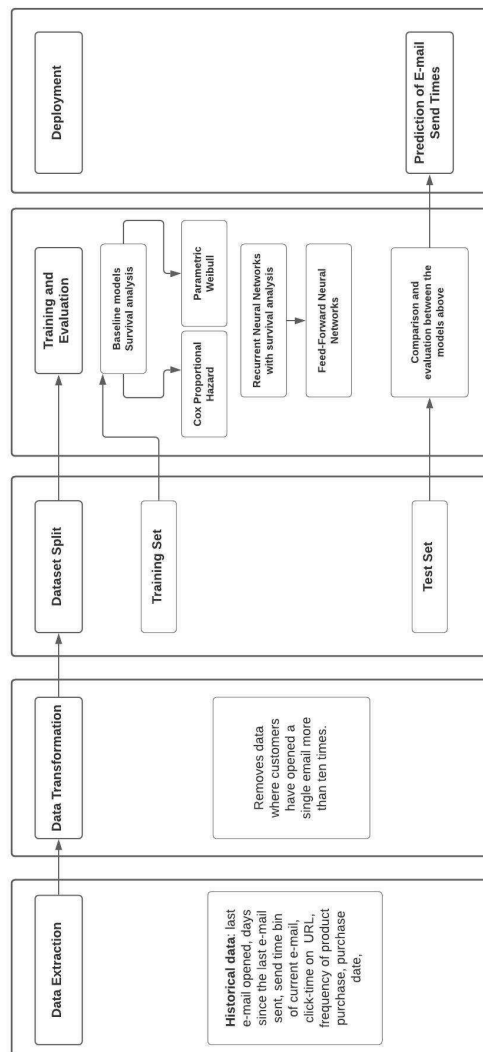 Data Extraction
Historical data: last
e-mail opened, days
since the last e-mail
sent, send time bin
of current e-mail,
click-time on URL,
frequency of product
purchase, purchase
date,
Data Transformation
Removes data
where customers
have opened a
single email more
than ten times.
Dataset Split
Training Set
Test Set
Training and
Evaluation
Baseline models
Survival analysis
Cox Proportional
Hazard
Parametric
Weibull
Recurrent Neural Networks
with survival analysis
Feed-Forward Neural
Networks
Comparison and
evaluation between the
models above
Deployment
Prediction of E-mail
Send Times